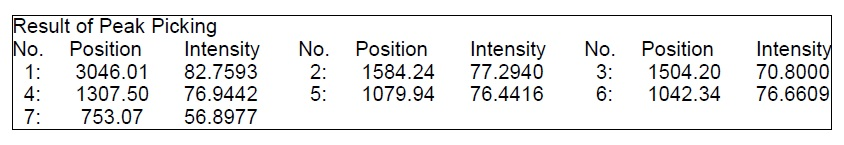 Result of Peak Picking
No. Position Intensity No. Position Intensity No. Position Intensity
1: 3046.01 82.7593 2: 1584.24 77.2940 3: 1504.20 70.8000
4: 1307.50 76.9442 5: 1079.94 76.4416 6: 1042.34 76.6609
7: 753.07 56.8977